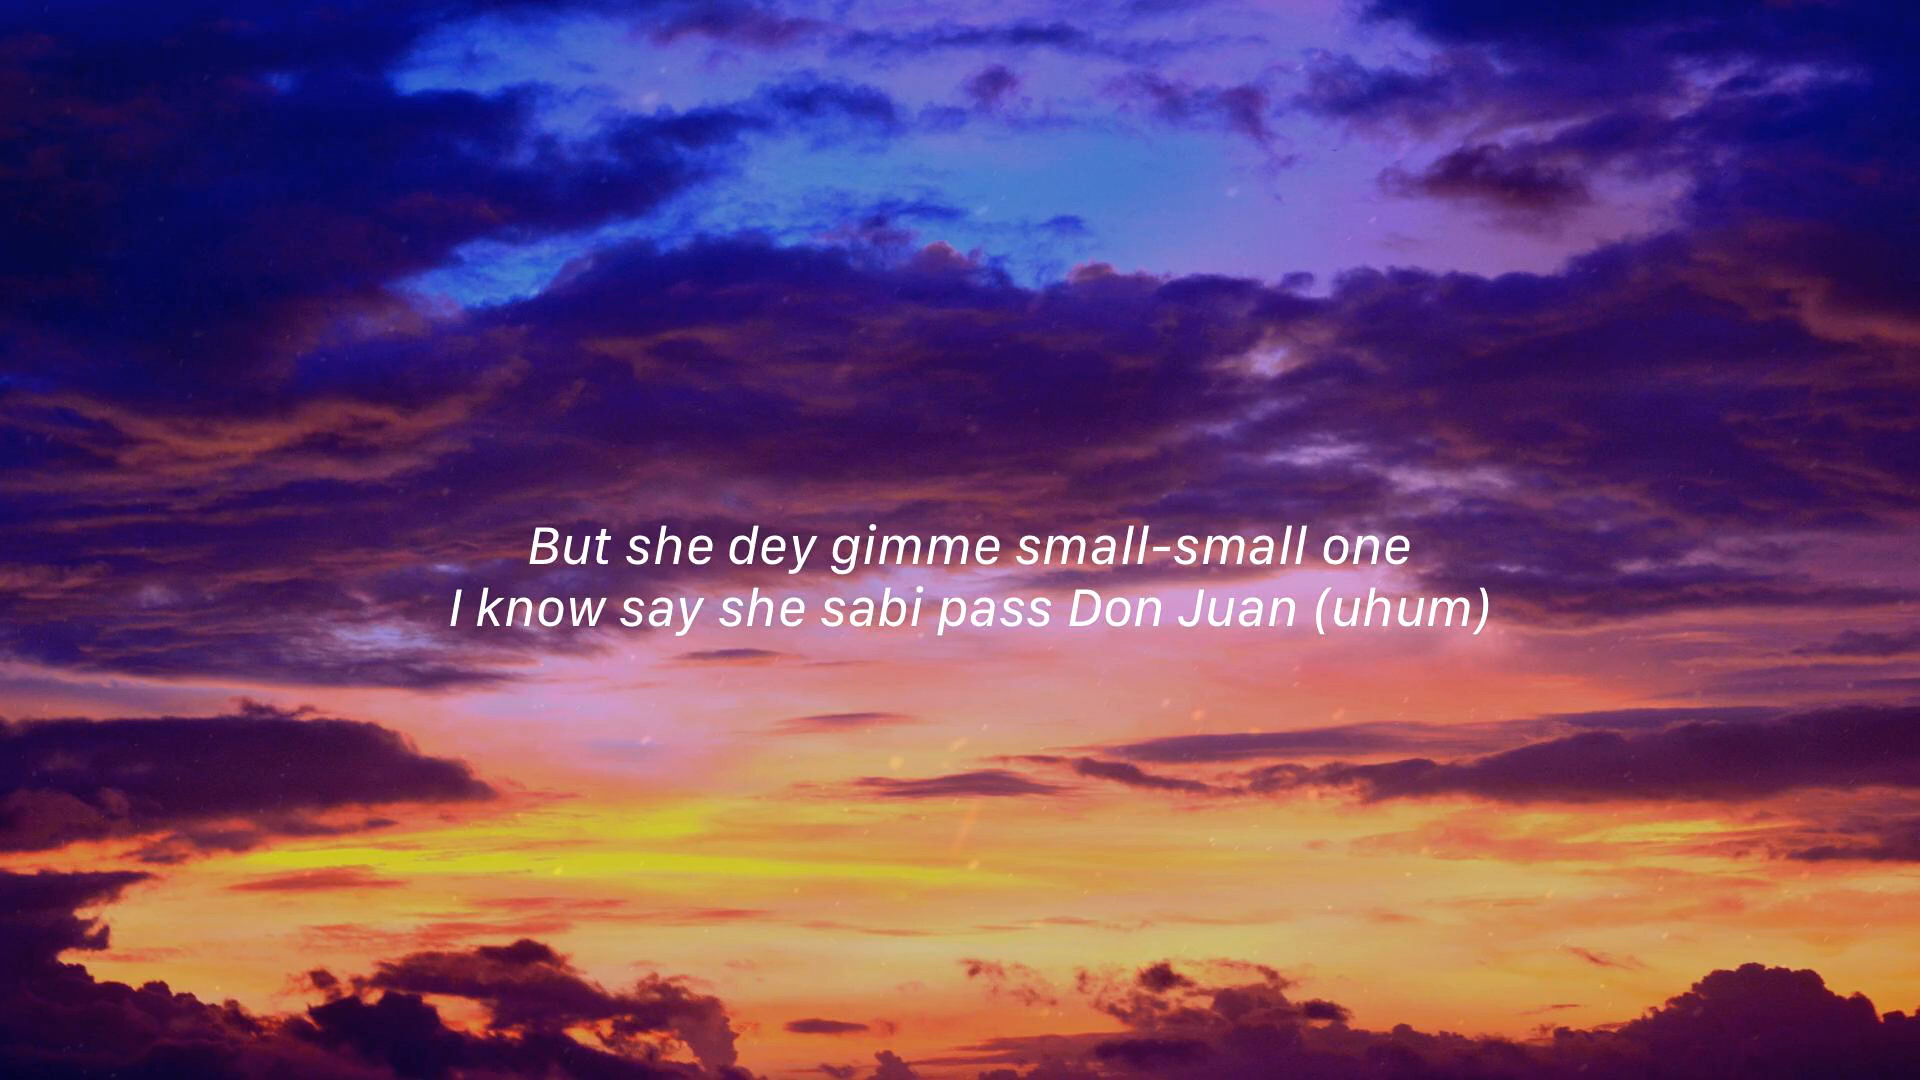 But she dey gimme small-small one
I know say she sabi pass Don Juan (uhum)